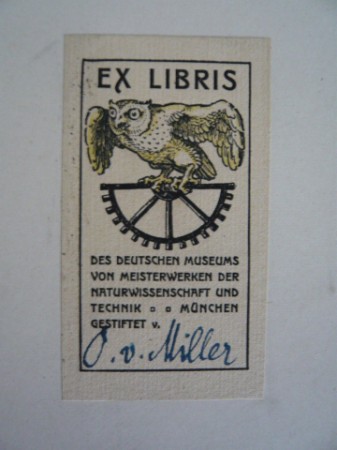 EX LIBRIS
DES DEUTSCHEN MUSEUMS
VON MEISTERWERKEN DER
NATURWISSENSCHAFT UND
TECHNIK ▫ ▫ MÜNCHEN
GESTIFTET v.
O. v. Miller